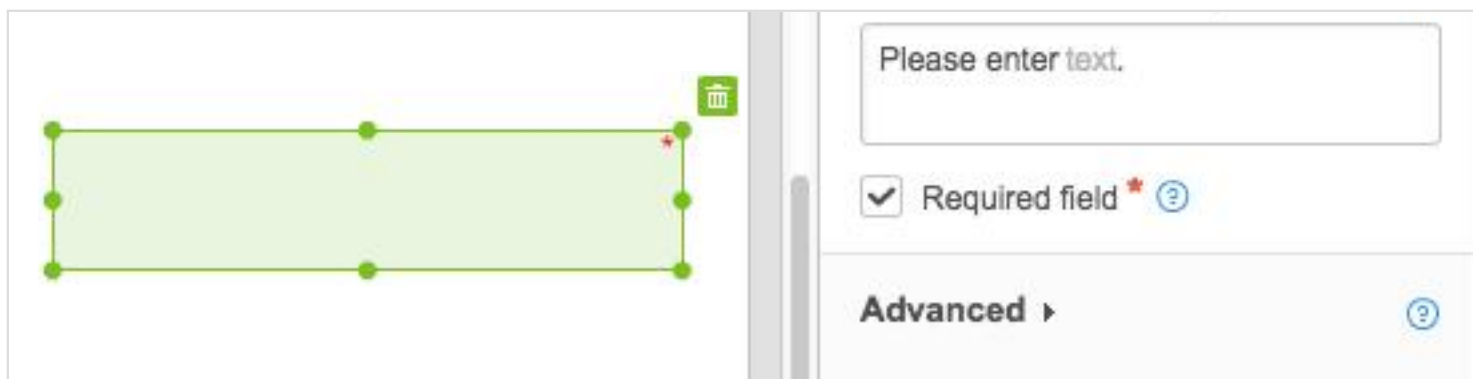 Please enter text.
*
Required field * ?
Advanced ▸ ?